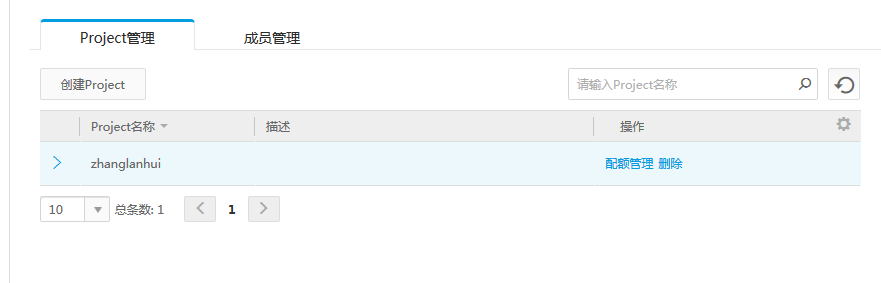 Project管理 成员管理
创建Project 请输入Project名称
Project名称 描述 操作
zhanglanhui 配额管理 删除
10 总条数: 1 1